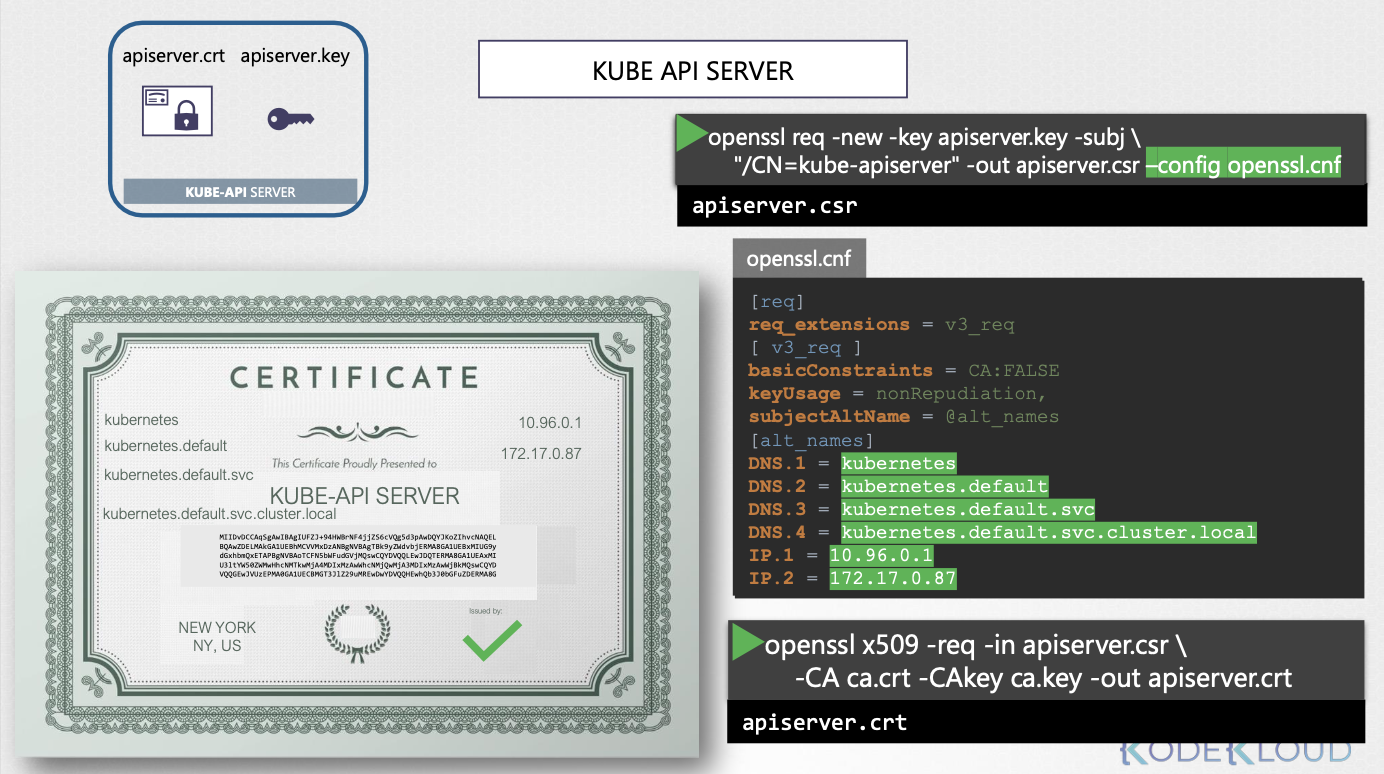 apiserver.crt apiserver.key
KUBE-API SERVER
KUBE API SERVER
openssl req -new -key apiserver.key -subj \
"/CN=kube-apiserver" -out apiserver.csr –config openssl.cnf
apiserver.csr
openssl.cnf
[req]
req_extensions = v3_req
[ v3_req ]
basicConstraints = CA:FALSE
keyUsage = nonRepudiation,
subjectAltName = @alt_names
[alt_names]
DNS.1 = kubernetes
DNS.2 = kubernetes.default
DNS.3 = kubernetes.default.svc
DNS.4 = kubernetes.default.svc.cluster.local
IP.1 = 10.96.0.1
IP.2 = 172.17.0.87
openssl x509 -req -in apiserver.csr \
-CA ca.crt -CAkey ca.key -out apiserver.crt
apiserver.crt
CERTIFICATE
kubernetes
10.96.0.1
kubernetes.default
172.17.0.87
This Certificate Proudly Presented to
kubernetes.default.svc
KUBE-API SERVER
kubernetes.default.svc.cluster.local
Issued by:
NEW YORK
NY, US
KODEKLOUD